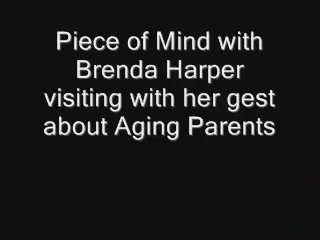 Piece of Mind with
Brenda Harper
visiting with her gest
about Aging Parents